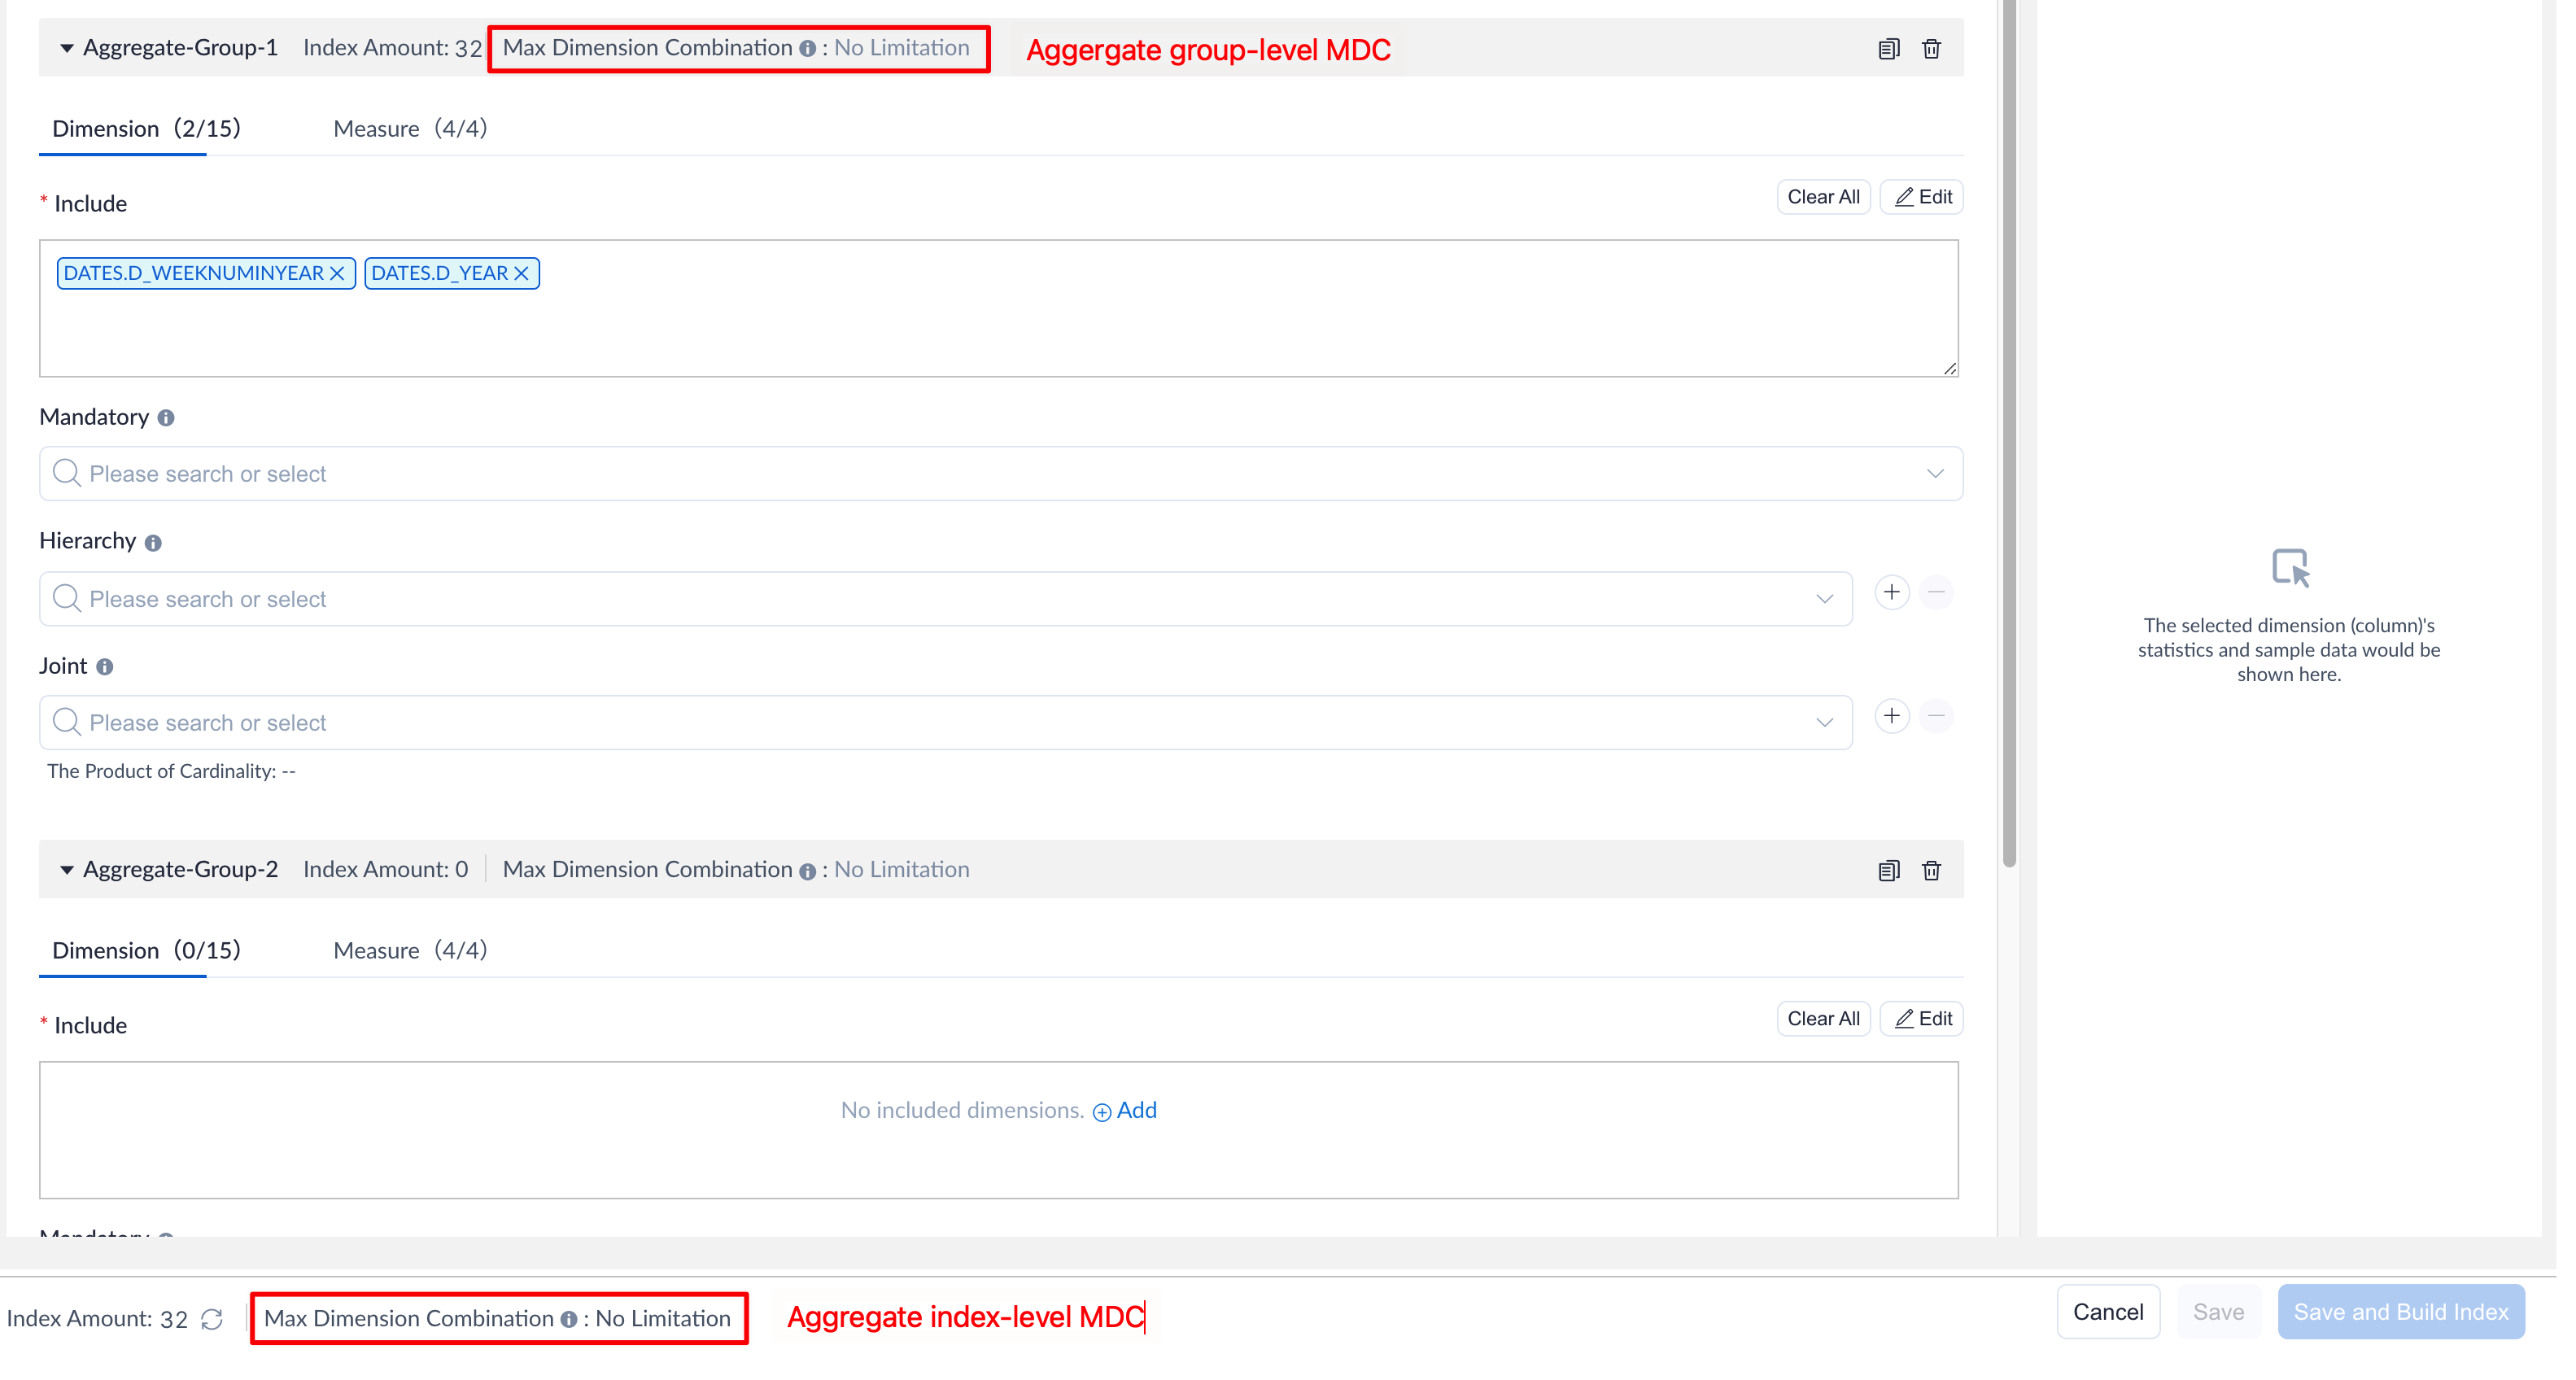 Aggregate-Group-1 Index Amount: 32 Max Dimension Combination : No Limitation Aggergate group-level MDC
Dimension (2/15) Measure (4/4)
* Include Clear All Edit
DATES.D_WEEKNUMINYEAR DATES.D_YEAR
Mandatory
Please search or select
Hierarchy
Please search or select
Joint
Please search or select
The Product of Cardinality: --
The selected dimension (column)'s
statistics and sample data would be
shown here.
Aggregate-Group-2 Index Amount: 0 Max Dimension Combination : No Limitation
Dimension (0/15) Measure (4/4)
* Include Clear All Edit
No included dimensions. Add
Mandatory
Index Amount: 32 Max Dimension Combination : No Limitation Aggregate index-level MDC
Cancel Save Save and Build Index